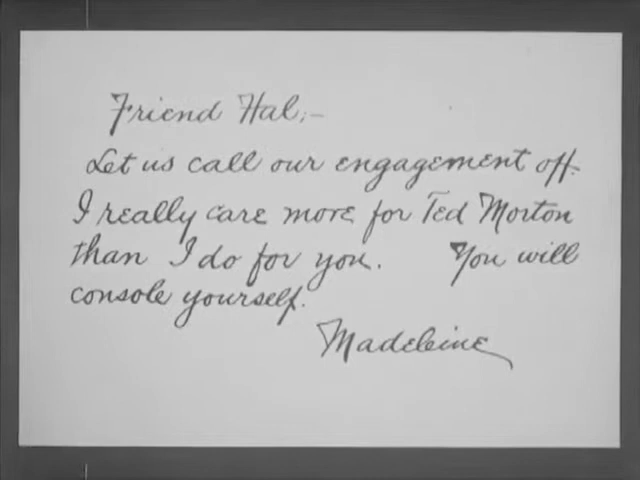 Friend Hal;-
Let us call our engagement off.
I really care more for Ted Morton
than I do for you. You will
console yourself.
Madeleine